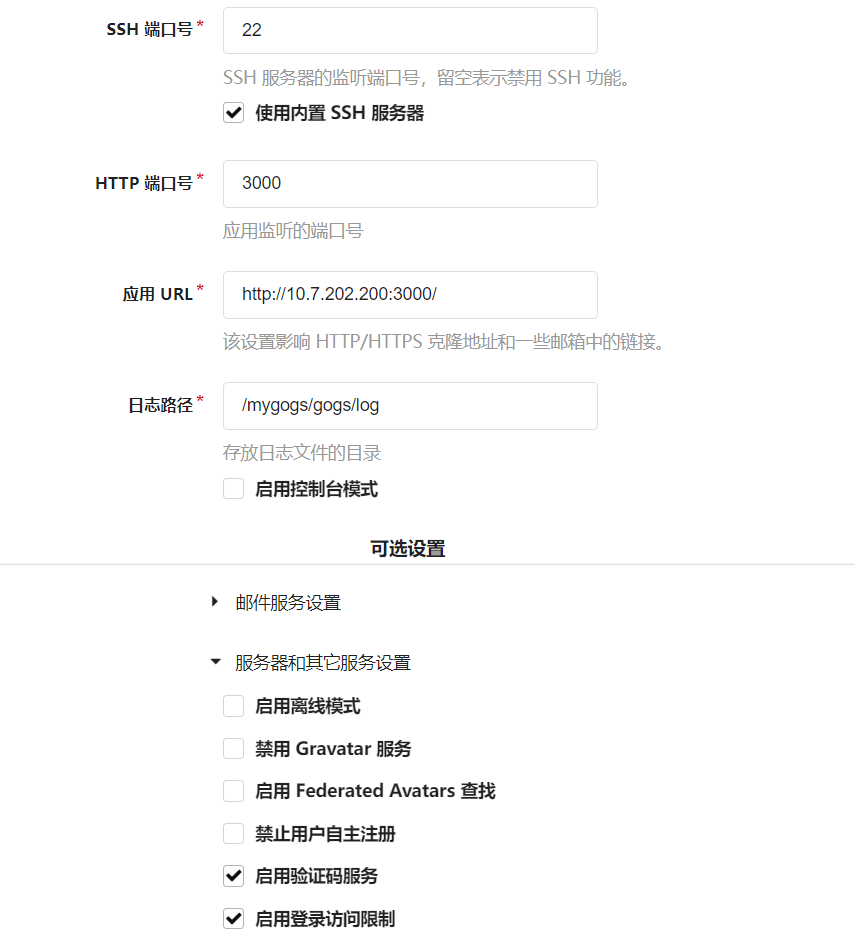 SSH 端口号* 22
SSH 服务器的监听端口号，留空表示禁用 SSH 功能。
使用内置 SSH 服务器
HTTP 端口号* 3000
应用监听的端口号
应用 URL* http://10.7.202.200:3000/
该设置影响 HTTP/HTTPS 克隆地址和一些邮箱中的链接。
日志路径* /mygogs/gogs/log
存放日志文件的目录
启用控制台模式
可选设置
邮件服务设置
服务器和其它服务设置
启用离线模式
禁用 Gravatar 服务
启用 Federated Avatars 查找
禁止用户自主注册
启用验证码服务
启用登录访问限制